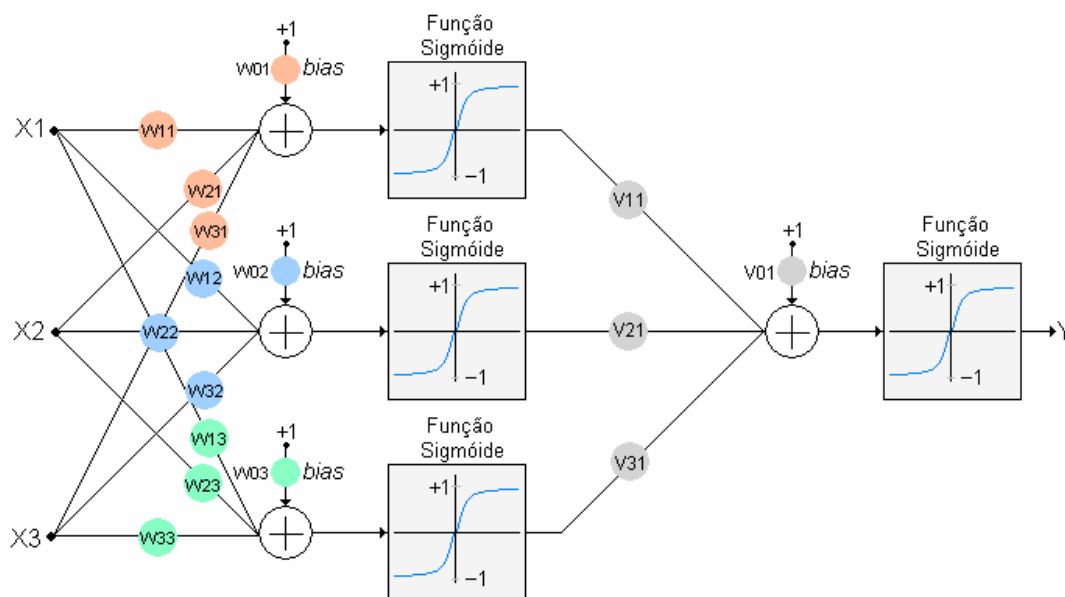 +1
W01
bias
Função
Sigmóide
+1
−1
X1
W11
W21
W31
V11
+1
W02
bias
Função
Sigmóide
+1
−1
W12
X2
W22
W32
V21
+1
V01
bias
Função
Sigmóide
+1
−1
Y
+1
W03
bias
Função
Sigmóide
+1
−1
W13
W23
X3
W33
V31